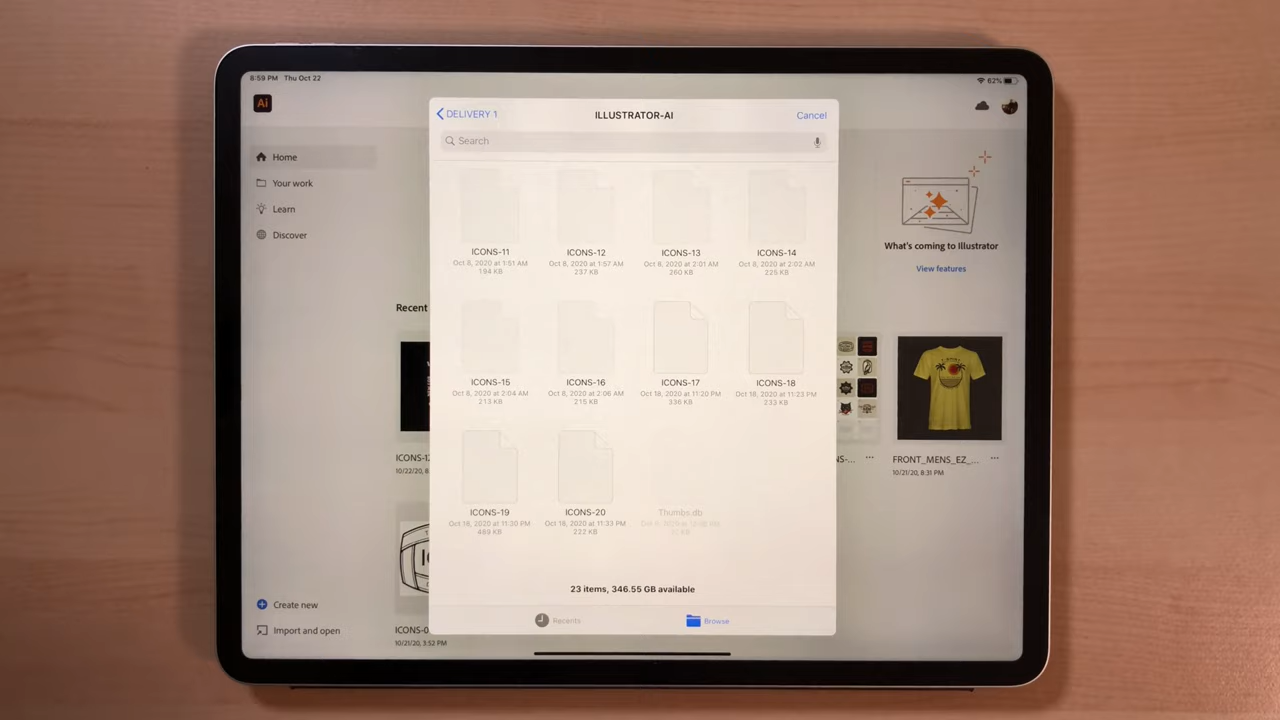 8:59 PM Thu Oct 22
62%
Ai
DELIVERY 1
ILLUSTRATOR-AI
Cancel
Search
Home
Your work
Learn
Discover
What's coming to Illustrator
View features
Recent
ICONS-11
Oct 8, 2020 at 1:51 AM
194 KB
ICONS-12
Oct 8, 2020 at 1:57 AM
237 KB
ICONS-13
Oct 8, 2020 at 2:01 AM
260 KB
ICONS-14
Oct 8, 2020 at 2:02 AM
225 KB
ICONS-15
Oct 8, 2020 at 2:04 AM
213 KB
ICONS-16
Oct 8, 2020 at 2:06 AM
215 KB
ICONS-17
Oct 18, 2020 at 11:20 PM
336 KB
ICONS-18
Oct 18, 2020 at 11:23 PM
233 KB
ICONS-19
Oct 18, 2020 at 11:30 PM
489 KB
ICONS-20
Oct 18, 2020 at 11:33 PM
222 KB
Thumbs.db
23 items, 346.55 GB available
Recents
Browse
ICONS-1
10/22/20, 8
NS-... ...
FRONT_MENS_EZ_... ...
10/21/20, 8:31 PM
ICONS-0
10/21/20, 3:52 PM
Create new
Import and open